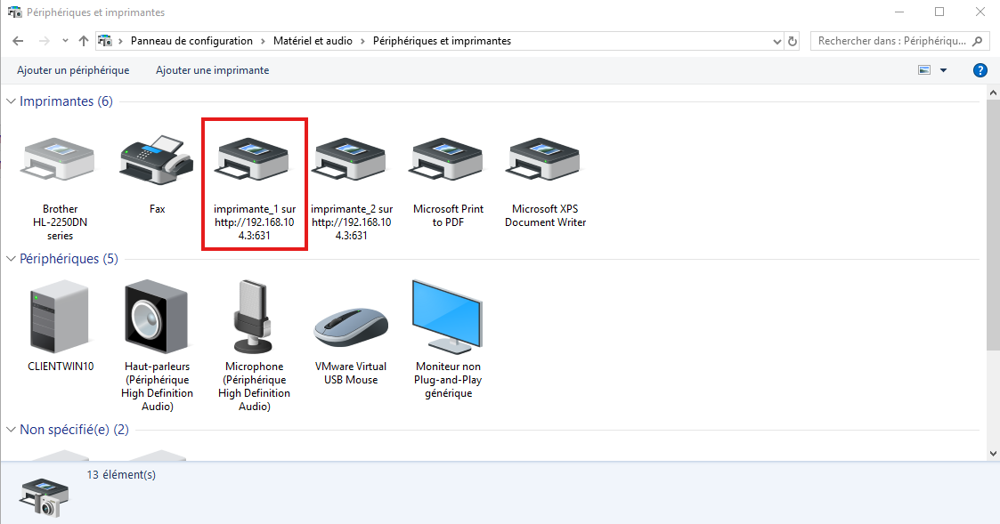 Périphériques et imprimantes
Panneau de configuration > Matériel et audio > Périphériques et imprimantes
Rechercher dans : Périphériqu...
Ajouter un périphérique
Ajouter une imprimante
?
Imprimantes (6)
Brother
HL-2250DN
series
Fax
imprimante_1 sur
http://192.168.10
4.3:631
imprimante_2 sur
http://192.168.10
4.3:631
Microsoft Print
to PDF
Microsoft XPS
Document Writer
Périphériques (5)
CLIENTWIN10
Haut-parleurs
(Périphérique
High Definition
Audio)
Microphone
(Périphérique
High Definition
Audio)
VMware Virtual
USB Mouse
Moniteur non
Plug-and-Play
générique
Non spécifié(e) (2)
13 élément(s)